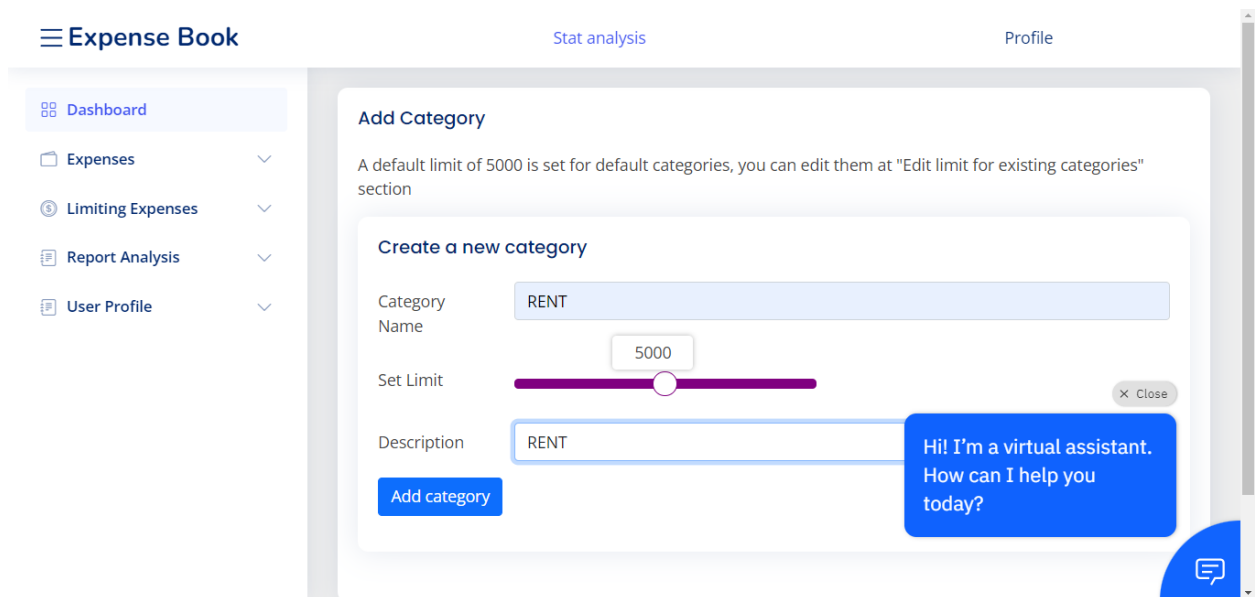 Expense Book
Stat analysis
Profile
Dashboard
Expenses
Limiting Expenses
Report Analysis
User Profile
Add Category
A default limit of 5000 is set for default categories, you can edit them at "Edit limit for existing categories"
section
Create a new category
Category
Name
RENT
5000
Set Limit
× Close
Description
RENT
Hi! I'm a virtual assistant.
How can I help you
today?
Add category